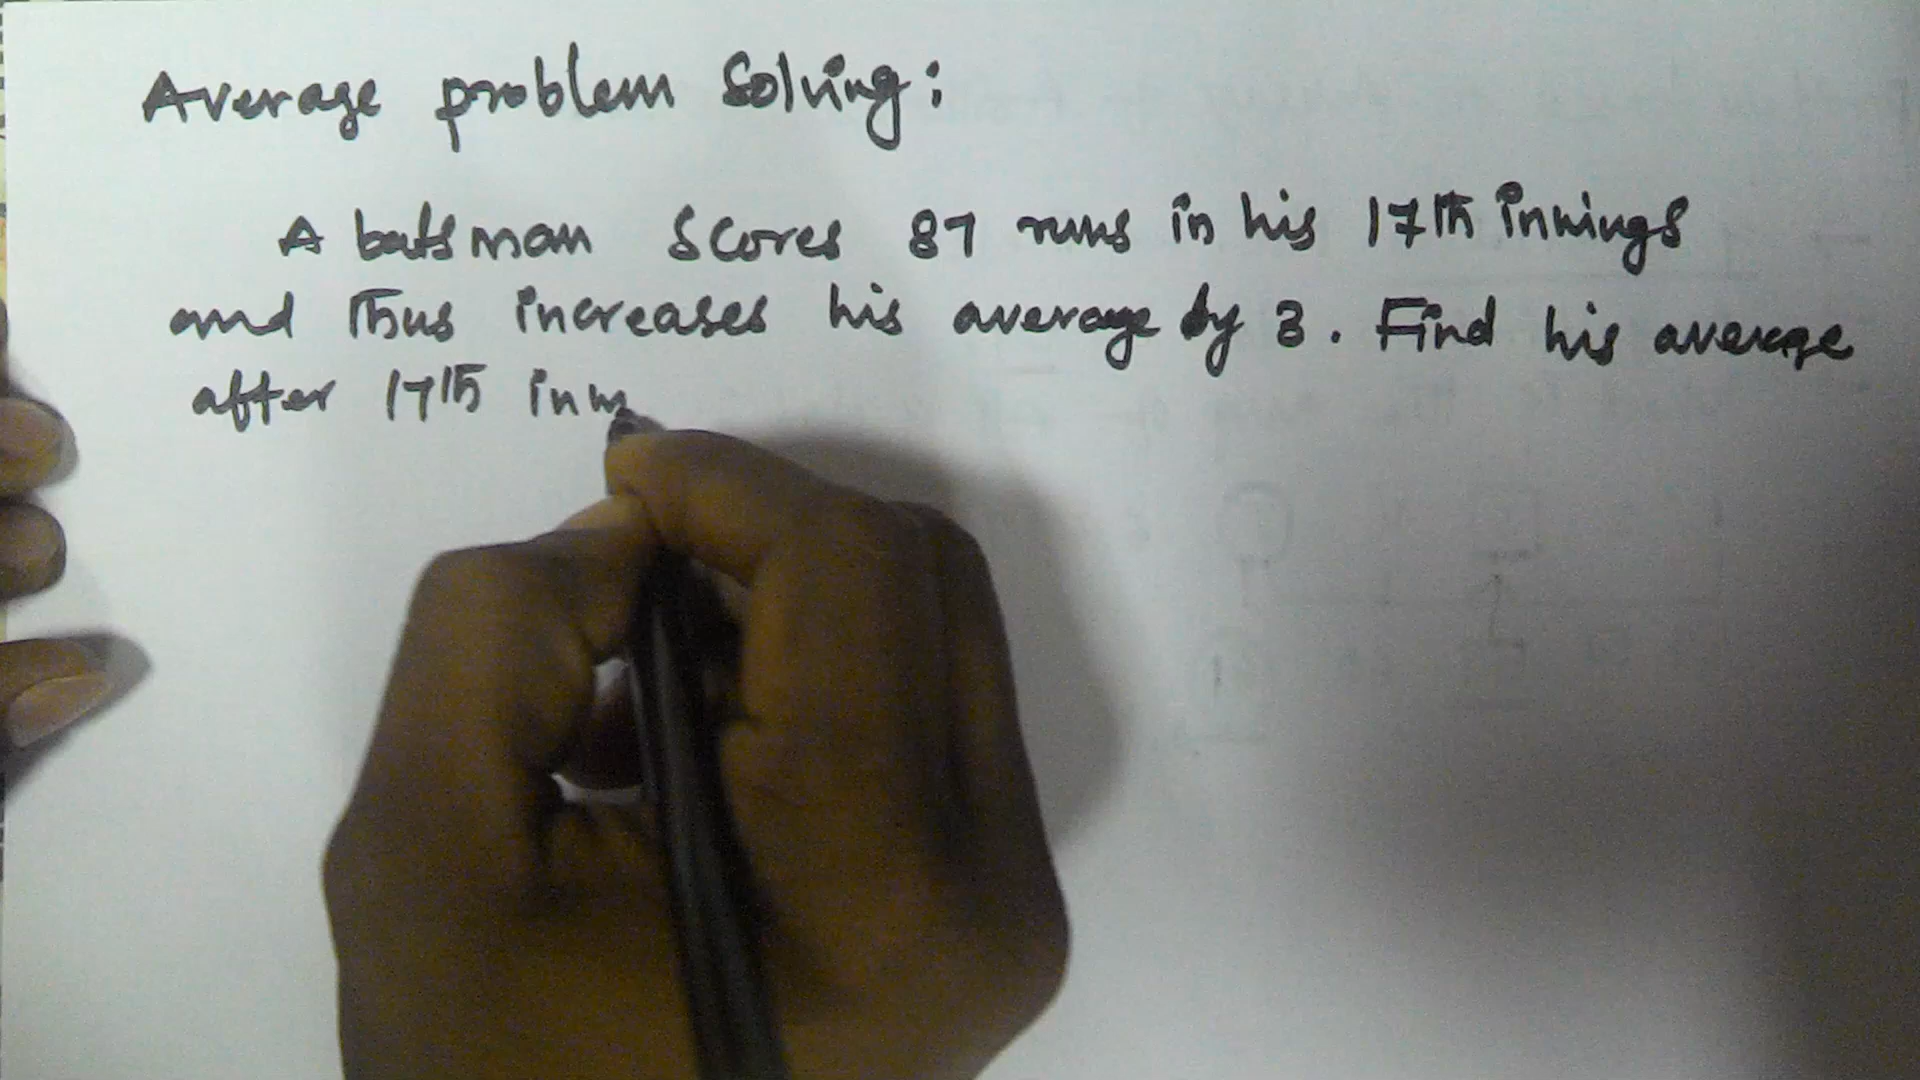 Average problem Solving:
A batsman Scores 87 runs in his 17th innings
and thus increases his average by 3. Find his average
after 17th inn